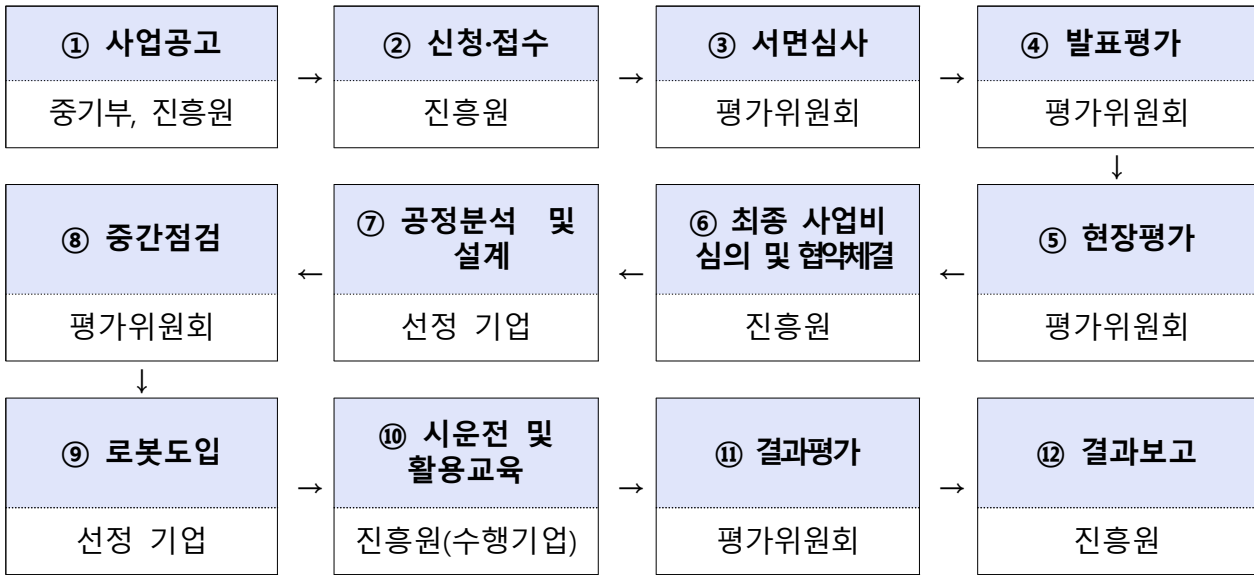 ① 사업공고
중기부, 진흥원
→
② 신청·접수
진흥원
→
③ 서면심사
평가위원회
→
④ 발표평가
평가위원회
↓
⑤ 현장평가
평가위원회
←
⑥ 최종 사업비
심의 및 협약체결
진흥원
←
⑦ 공정분석 및
설계
선정 기업
←
⑧ 중간점검
평가위원회
↓
⑨ 로봇도입
선정 기업
→
⑩ 시운전 및
활용교육
진흥원(수행기업)
→
⑪ 결과평가
평가위원회
→
⑫ 결과보고
진흥원